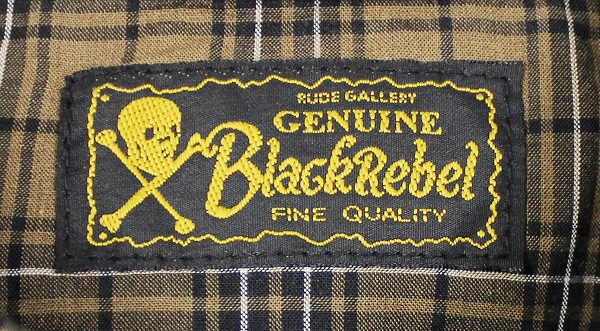 RUDE GALLERY
GENUINE
BlackRebel
FINE QUALITY